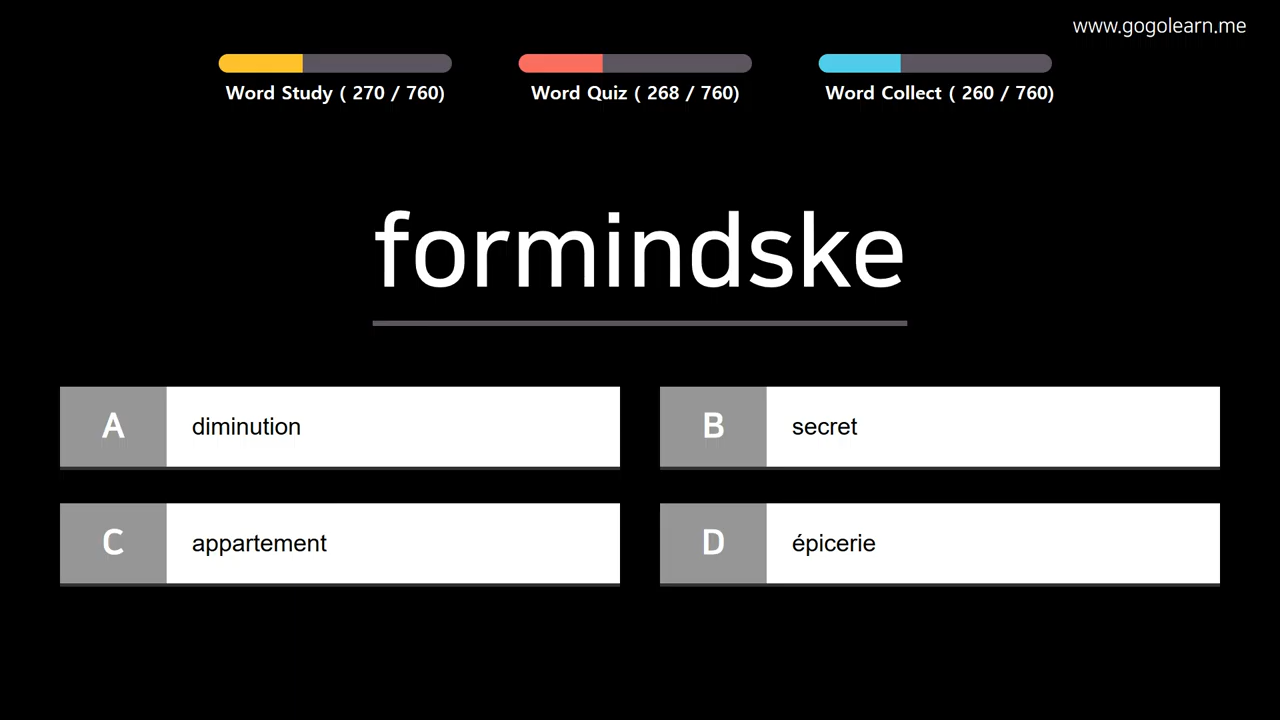 www.gogolearn.me
Word Study ( 270 / 760)
Word Quiz ( 268 / 760)
Word Collect ( 260 / 760)
formindske
A diminution
B secret
C appartement
D épicerie